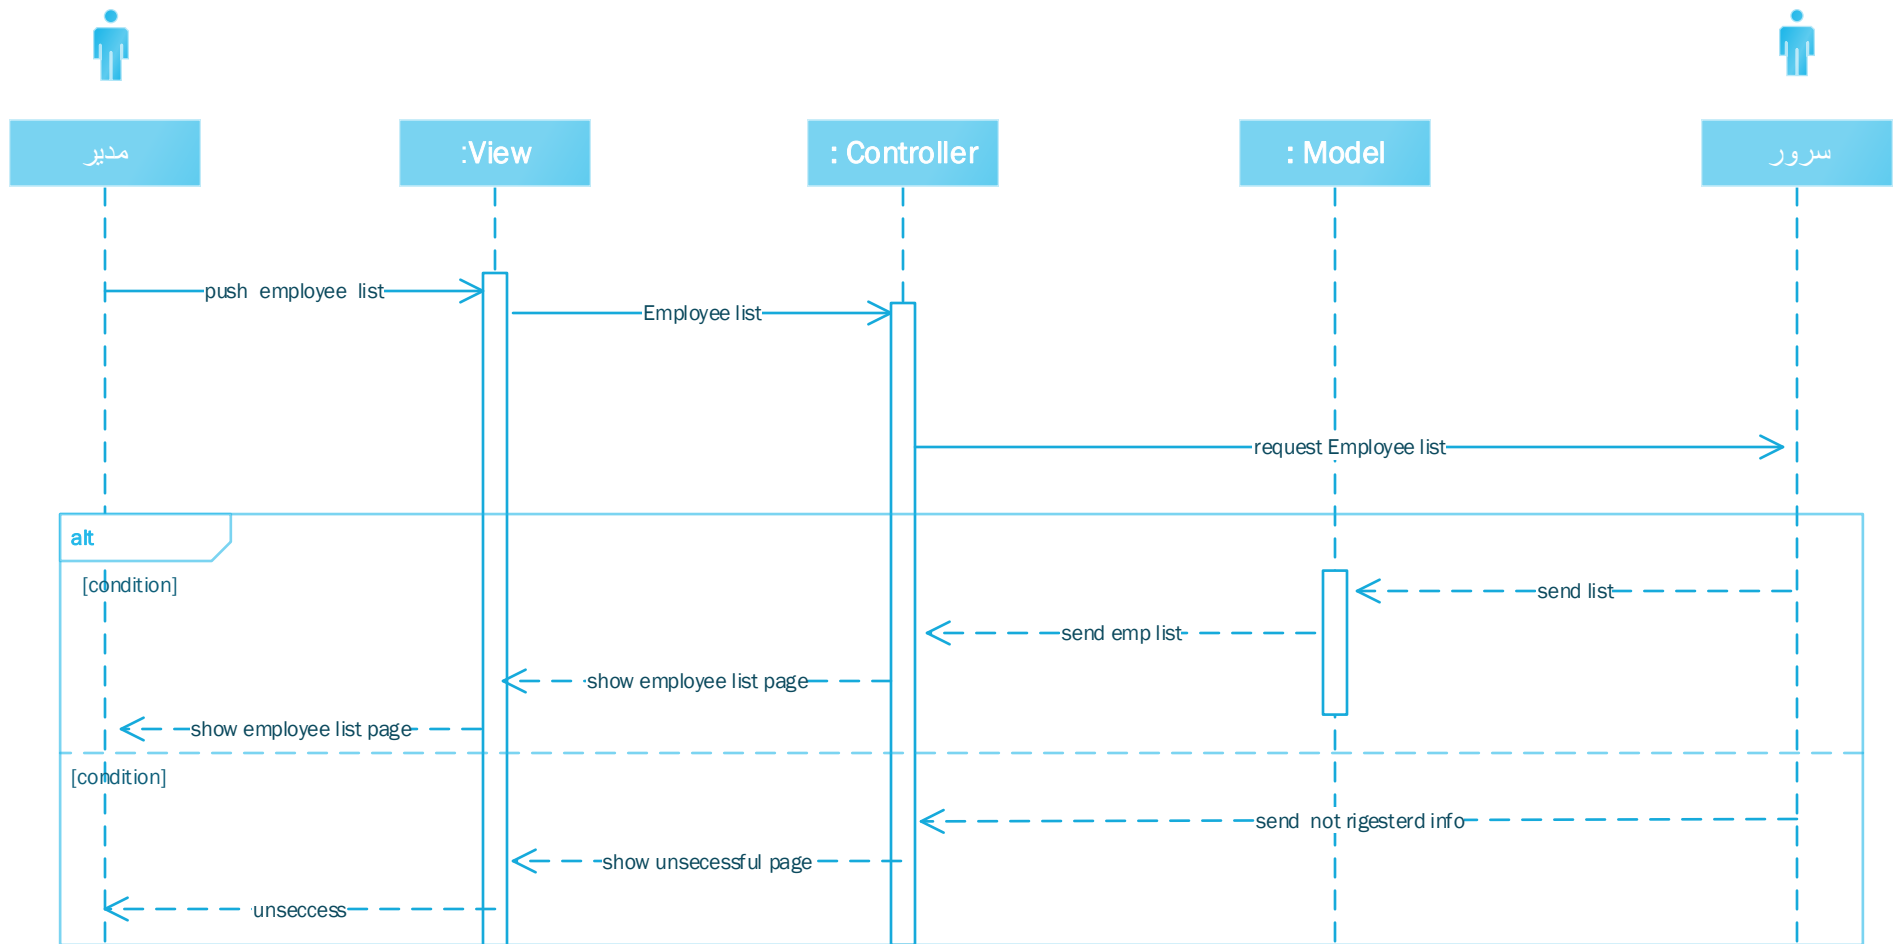 مدیر
:View
: Controller
: Model
سرور
push employee list
Employee list
request Employee list
alt
[condition]
send list
send emp list
show employee list page
show employee list page
[condition]
send not rigesterd info
show unsecessful page
unseccess